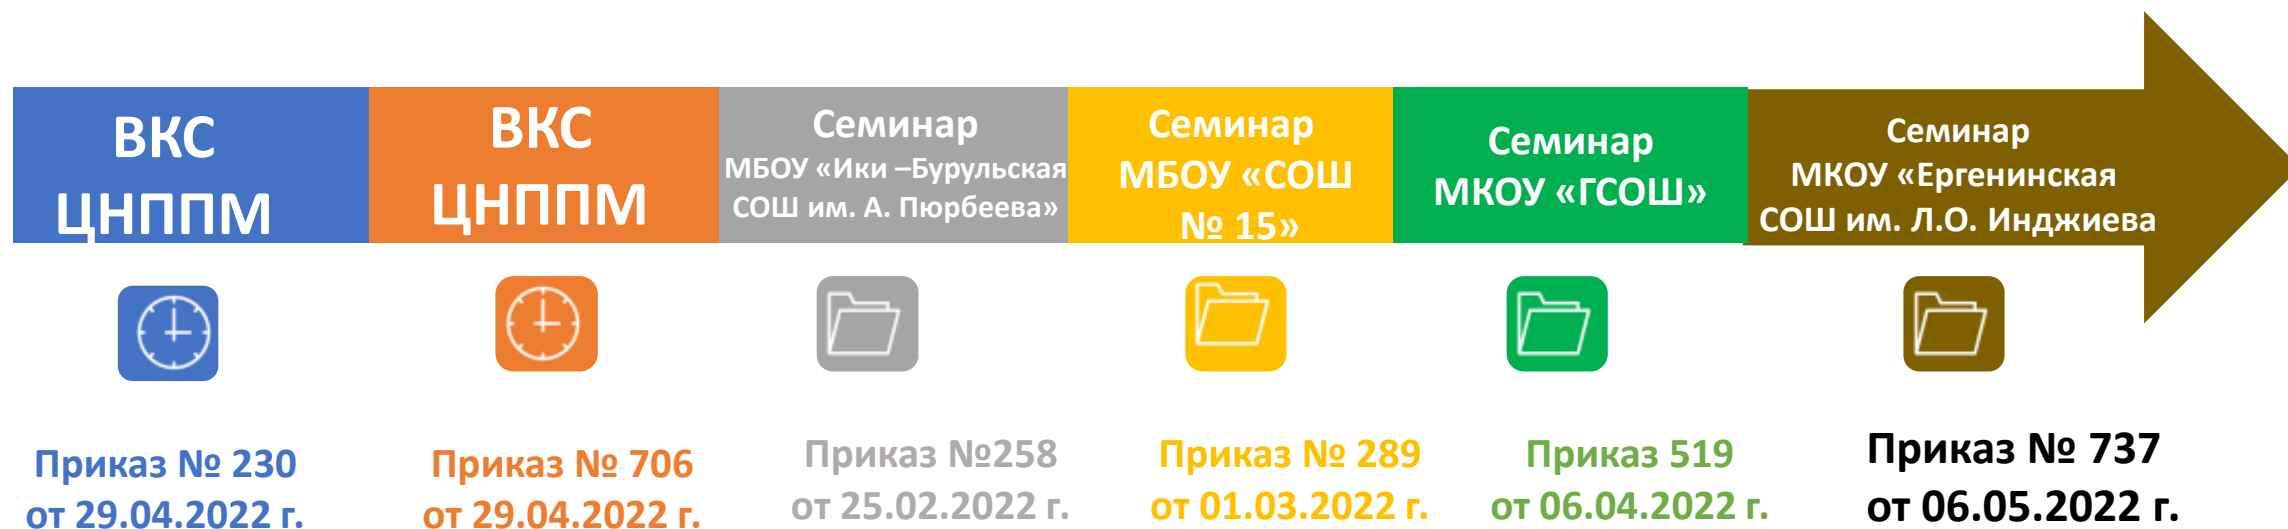 ВКС
ЦНППМ
ВКС
ЦНППМ
Семинар
МБОУ «Ики –Бурульская
СОШ им. А. Пюрбеева»
Семинар
МБОУ «СОШ
№ 15»
Семинар
МКОУ «ГСОШ»
Семинар
МКОУ «Ергенинская
СОШ им. Л.О. Инджиева
Приказ № 230
от 29.04.2022 г.
Приказ № 706
от 29.04.2022 г.
Приказ №258
от 25.02.2022 г.
Приказ № 289
от 01.03.2022 г.
Приказ 519
от 06.04.2022 г.
Приказ № 737
от 06.05.2022 г.